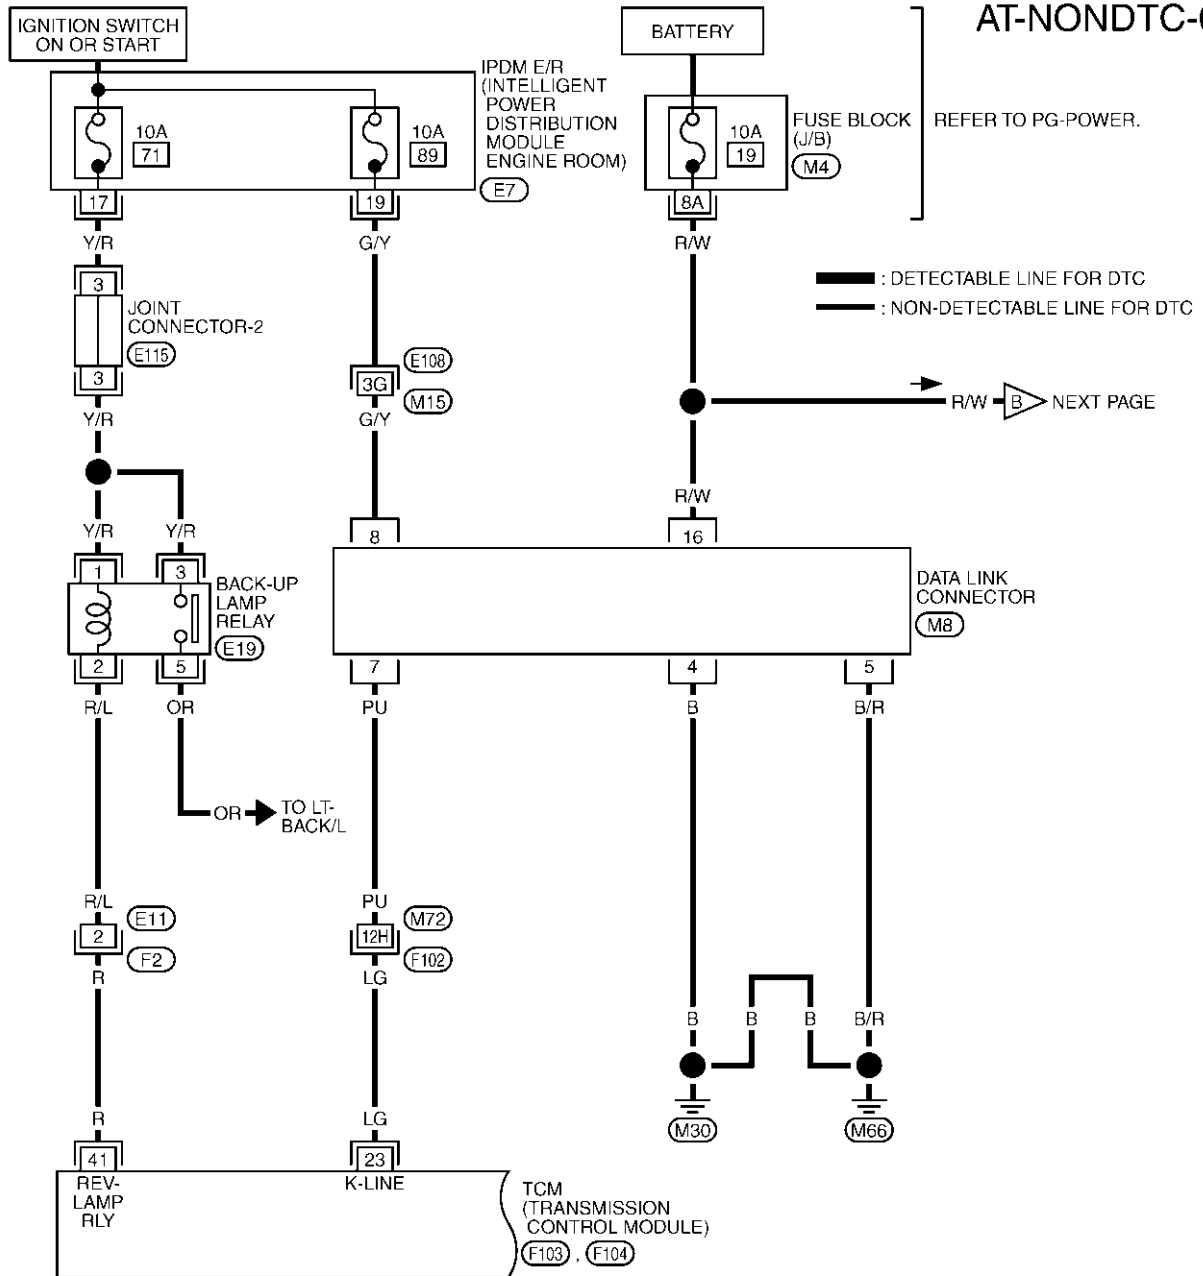 AT-NONDTC-
IGNITION SWITCH
ON OR START
BATTERY
IPDM E/R
(INTELLIGENT
POWER
DISTRIBUTION
MODULE
ENGINE ROOM)
E7
10A
71
10A
89
10A
19
FUSE BLOCK
(J/B)
M4
REFER TO PG-POWER.
17
19
8A
Y/R
G/Y
R/W
: DETECTABLE LINE FOR DTC
: NON-DETECTABLE LINE FOR DTC
3
JOINT
CONNECTOR-2
E115
3
E108
3G
M15
Y/R
G/Y
R/W
B
NEXT PAGE
R/W
Y/R
Y/R
1
3
8
16
BACK-UP
LAMP
RELAY
E19
DATA LINK
CONNECTOR
M8
2
5
7
4
5
R/L
OR
PU
B
B/R
OR
TO LT-
BACK/L
R/L
E11
PU
M72
2
12H
F2
F102
R
LG
B
B
B
B/R
M30
M66
R
LG
41
23
REV-
LAMP
RLY
K-LINE
TCM
(TRANSMISSION
CONTROL MODULE)
F103 , F104